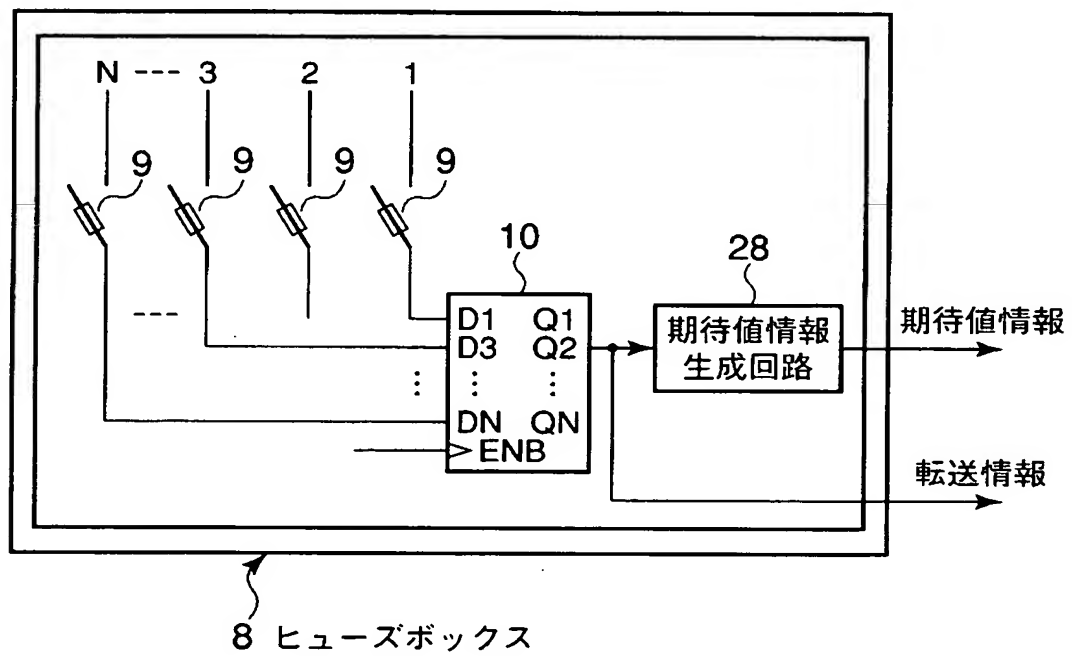 N --- 3 2 1
9 9 9 9
10
28
---
D1 Q1
D3 Q2
⋮ ⋮ ⋮
DN QN
ENB
期待値情報
生成回路
期待値情報
転送情報
8 ヒューズボックス